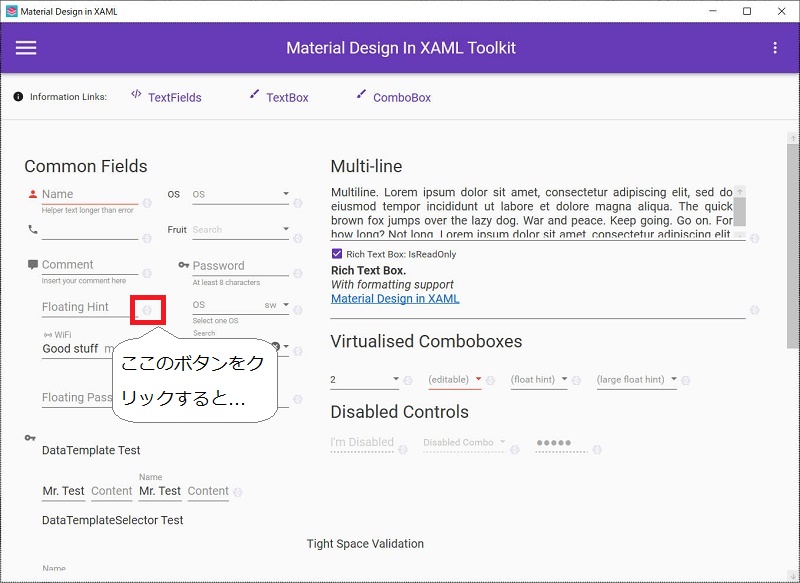 Material Design in XAML
Material Design In XAML Toolkit
Information Links:
TextFields
TextBox
ComboBox
Common Fields
Name
Helper text longer than error
OS
OS
Fruit
Search
Comment
Insert your comment here
Password
At least 8 characters
Floating Hint
OS
sw
Select one OS
Search
WiFi
Good stuff
ここのボタンをク
リックすると...
Floating Pass
DataTemplate Test
Name
Mr. Test Content Mr. Test Content
DataTemplateSelector Test
Name
Multi-line
Multiline. Lorem ipsum dolor sit amet, consectetur adipiscing elit, sed do
eiusmod tempor incididunt ut labore et dolore magna aliqua. The quick
brown fox jumps over the lazy dog. War and peace. Keep going. Go on. For
how long? Not long. Lorem ipsum dolor sit amet, consectetur adipiscing elit
Rich Text Box: IsReadOnly
Rich Text Box.
With formatting support
Material Design in XAML
Virtualised Comboboxes
2
(editable)
(float hint)
(large float hint)
Disabled Controls
I'm Disabled
Disabled Combo
Tight Space Validation